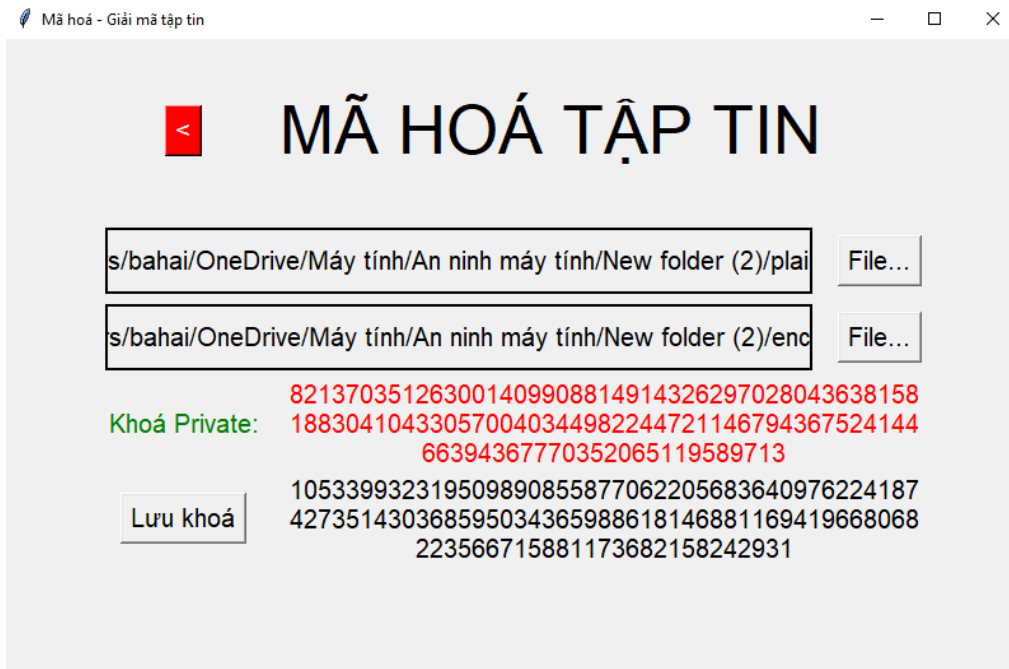 Mã hoá - Giải mã tập tin
< MÃ HOÁ TẬP TIN
s/bahai/OneDrive/Máy tính/An ninh máy tính/New folder (2)/plai File...
rs/bahai/OneDrive/Máy tính/An ninh máy tính/New folder (2)/enc File...
Khoá Private:
821370351263001409908814914326297028043638158
188304104330570040344982244721146794367524144
66394367770352065119589713
Lưu khoá
105339932319509890855877062205683640976224187
427351430368595034365988618146881169419668068
22356671588117368215824293​1